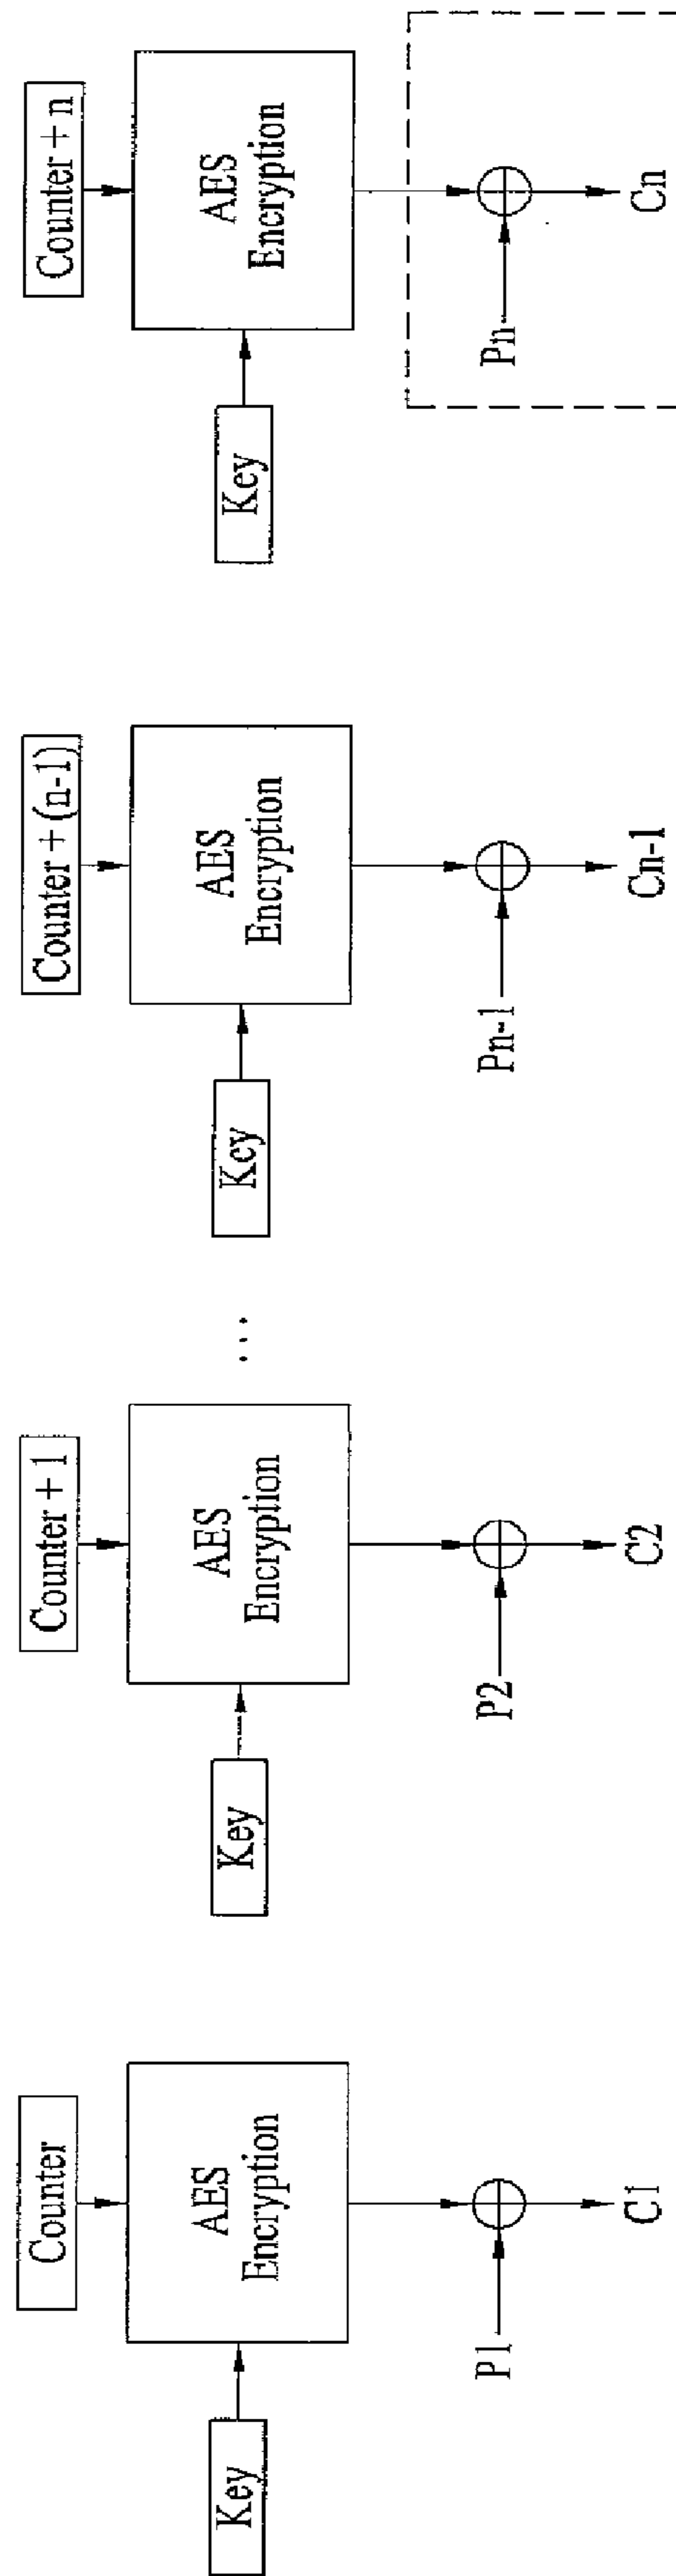 Counter
Key
AES
Encryption
P1
C1
Counter + 1
Key
AES
Encryption
P2
C2
...
Counter + (n-1)
Key
AES
Encryption
Pn-1
Cn-1
Counter + n
Key
AES
Encryption
Pn
Cn